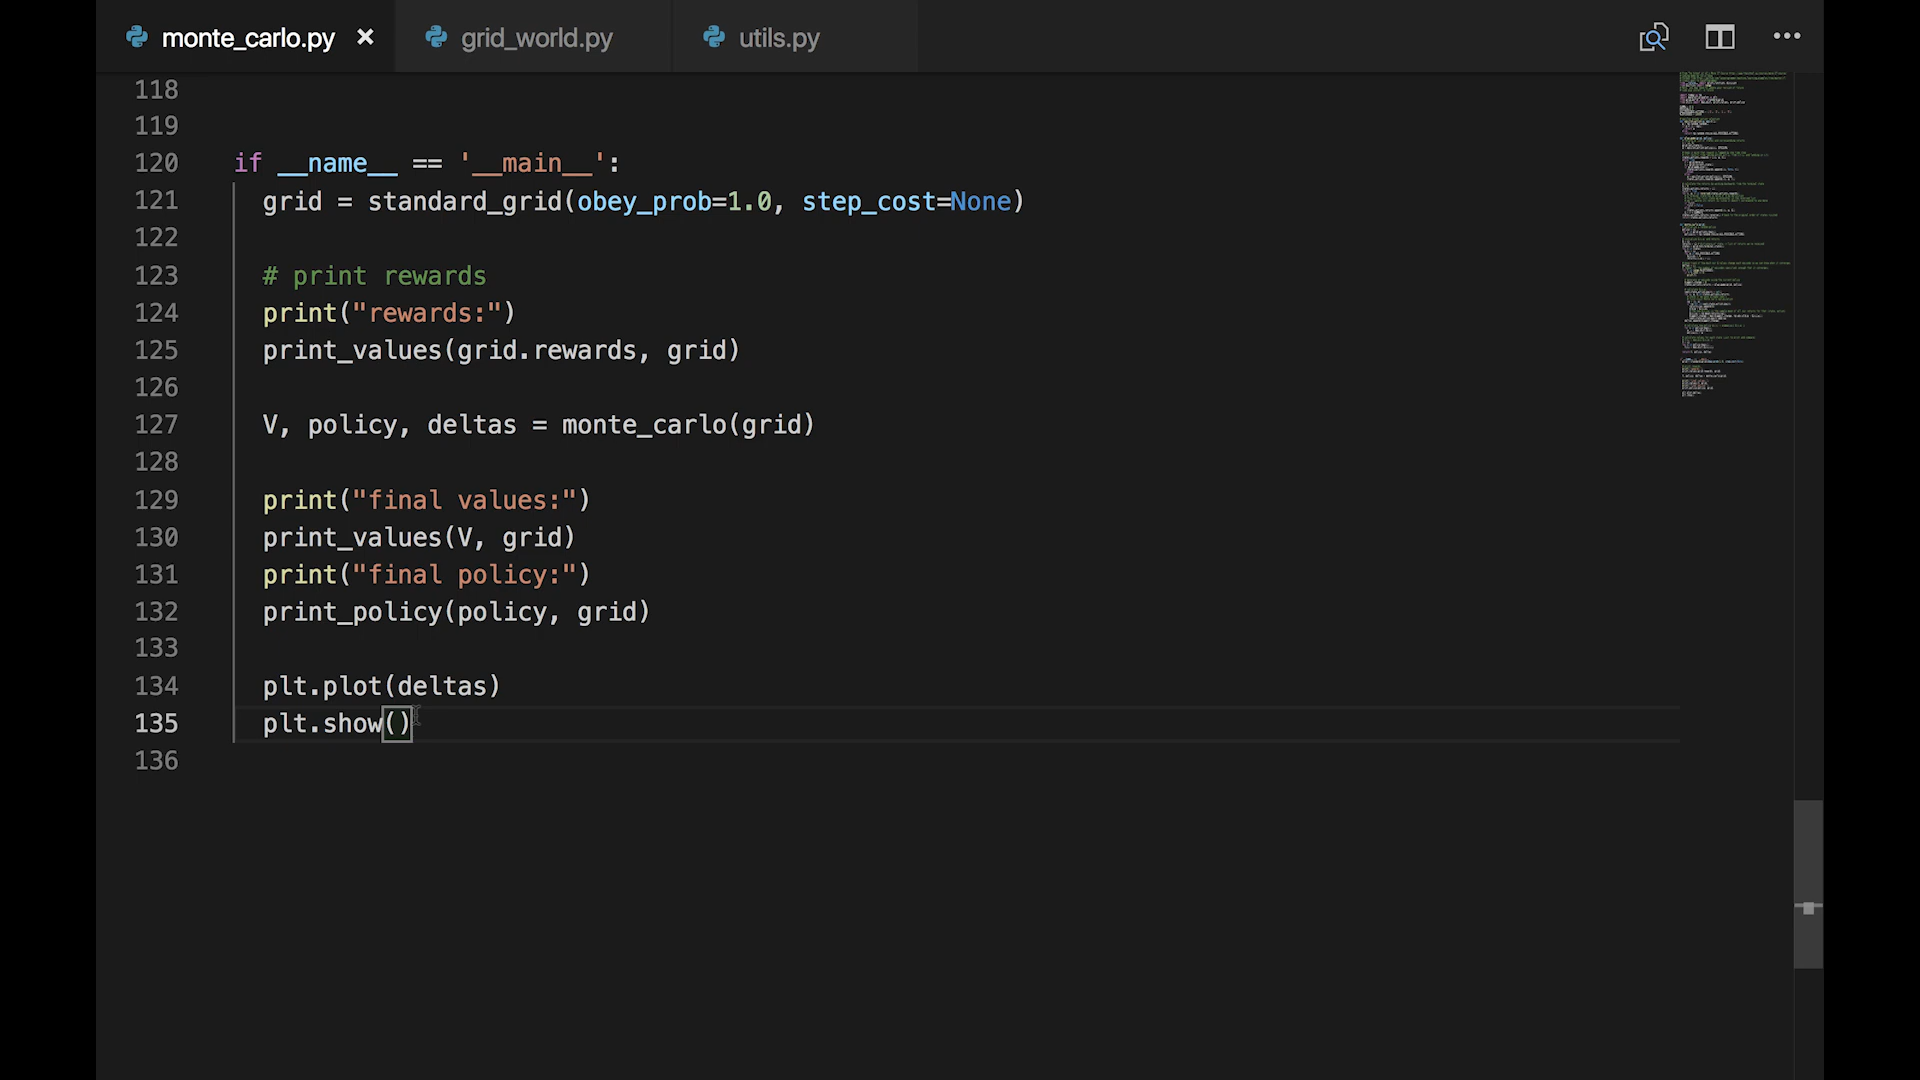 monte_carlo.py × grid_world.py utils.py
118
119
120 if __name__ == '__main__':
121 grid = standard_grid(obey_prob=1.0, step_cost=None)
122
123 # print rewards
124 print("rewards:")
125 print_values(grid.rewards, grid)
126
127 V, policy, deltas = monte_carlo(grid)
128
129 print("final values:")
130 print_values(V, grid)
131 print("final policy:")
132 print_policy(policy, grid)
133
134 plt.plot(deltas)
135 plt.show()
136